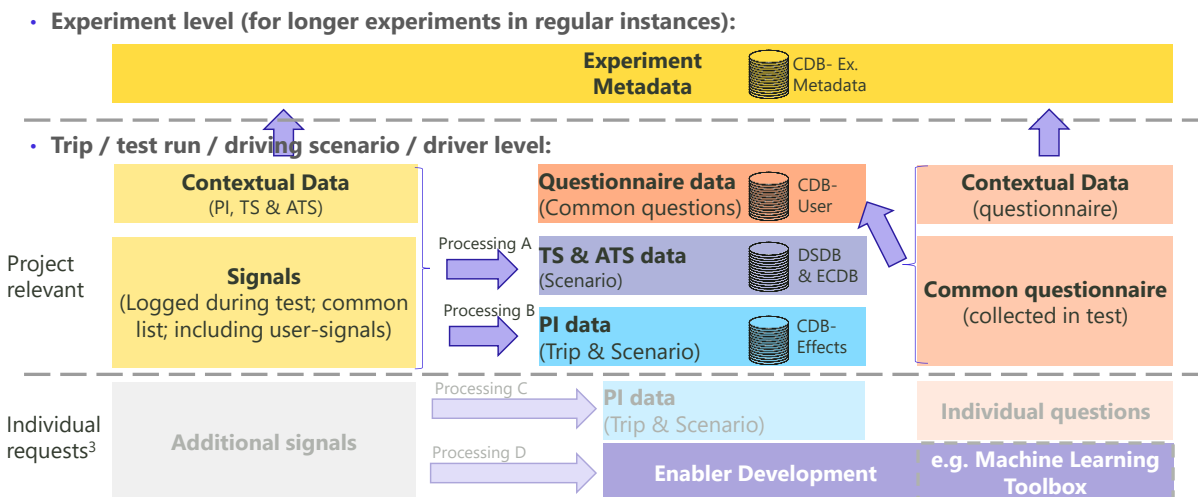 • Experiment level (for longer experiments in regular instances):
Experiment
Metadata
CDB- Ex.
Metadata
• Trip / test run / driving scenario / driver level:
Project
relevant
Contextual Data
(PI, TS & ATS)
Signals
(Logged during test; common
list; including user-signals)
Processing A
Processing B
Questionnaire data
(Common questions)
CDB-
User
TS & ATS data
(Scenario)
DSDB
& ECDB
PI data
(Trip & Scenario)
CDB-
Effects
Contextual Data
(questionnaire)
Common questionnaire
(collected in test)
Individual
requests³
Additional signals
Processing C
Processing D
PI data
(Trip & Scenario)
Individual questions
Enabler Development
e.g. Machine Learning
Toolbox